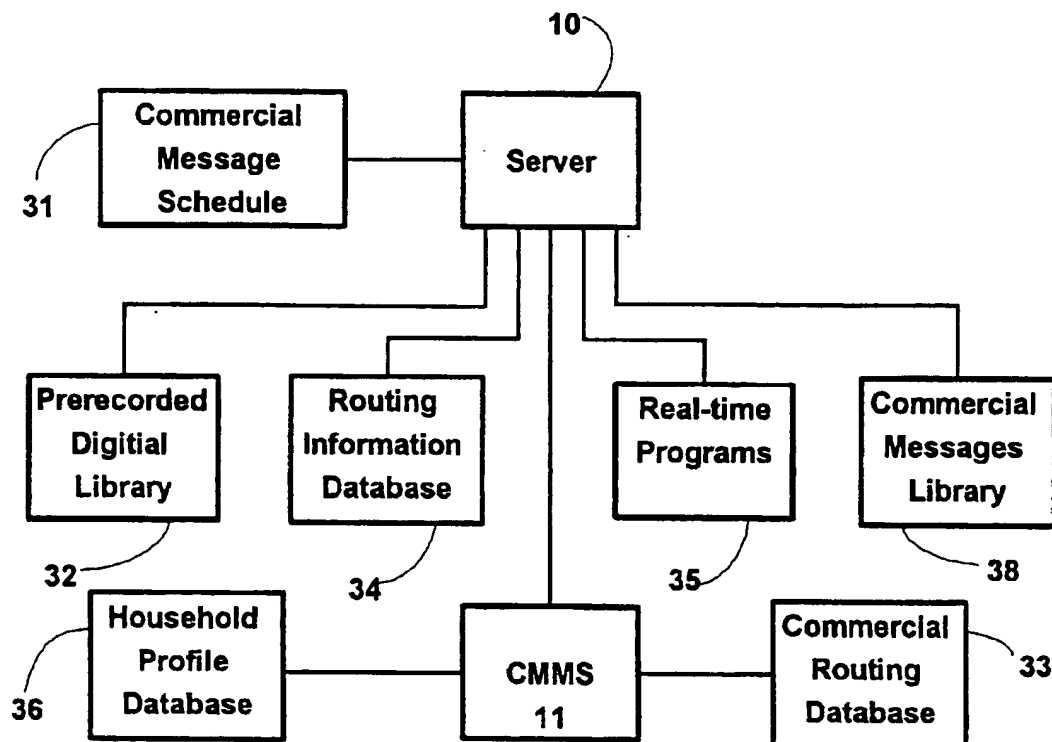 10
Commercial
Message
Schedule
31
Server
Prerecorded
Digitial
Library
32
Routing
Information
Database
34
Real-time
Programs
35
Commercial
Messages
Library
38
Household
Profile
Database
36
CMMS
11
Commercial
Routing
Database
33